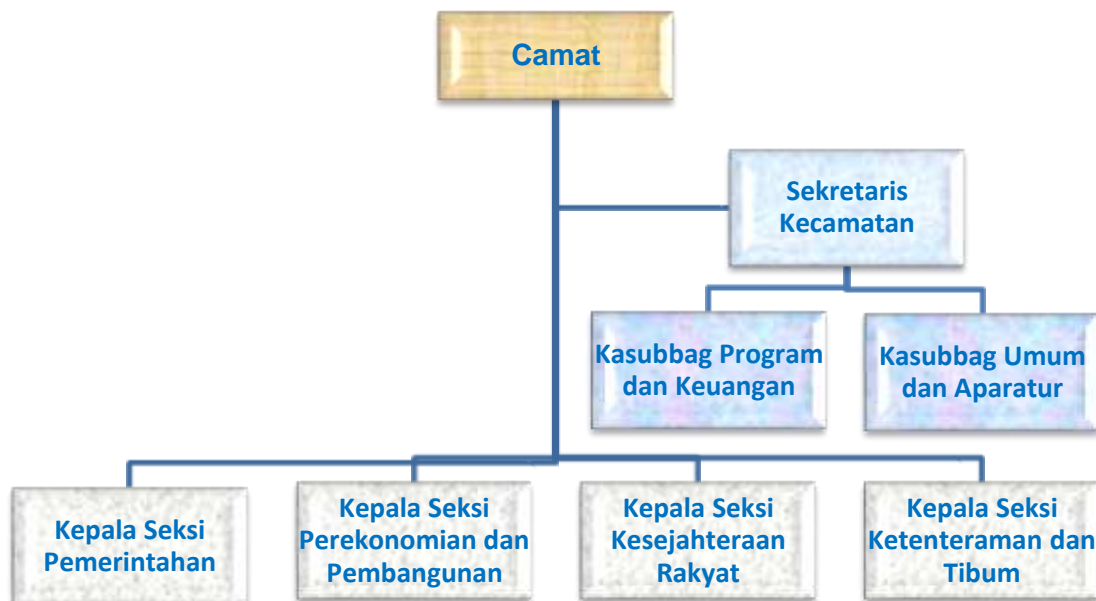 Camat
Sekretaris
Kecamatan
Kasubbag Program
dan Keuangan
Kasubbag Umum
dan Aparatur
Kepala Seksi
Pemerintahan
Kepala Seksi
Perekonomian dan
Pembangunan
Kepala Seksi
Kesejahteraan
Rakyat
Kepala Seksi
Ketenteraman dan
Tibum